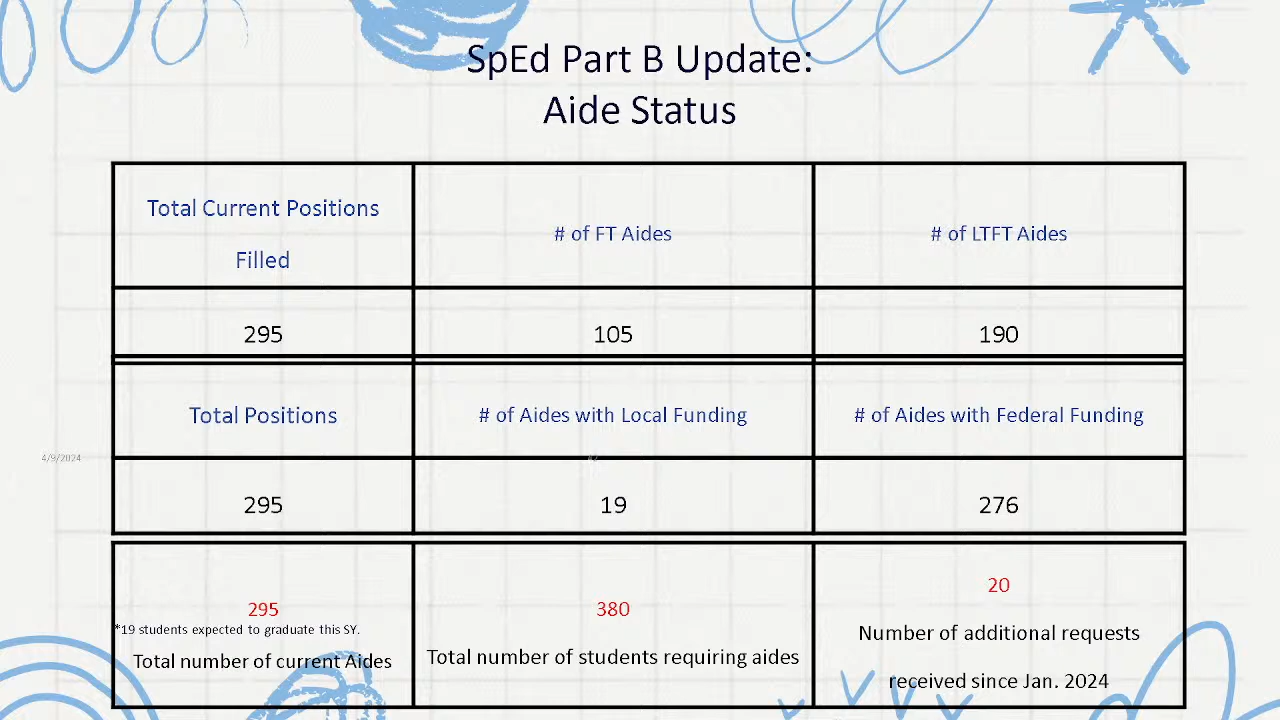 SpEd Part B Update:
Aide Status
Total Current Positions
Filled
# of FT Aides
# of LTFT Aides
295
105
190
Total Positions
# of Aides with Local Funding
# of Aides with Federal Funding
4/9/2024
295
19
276
295
*19 students expected to graduate this SY.
Total number of current Aides
380
Total number of students requiring aides
20
Number of additional requests
received since Jan. 2024